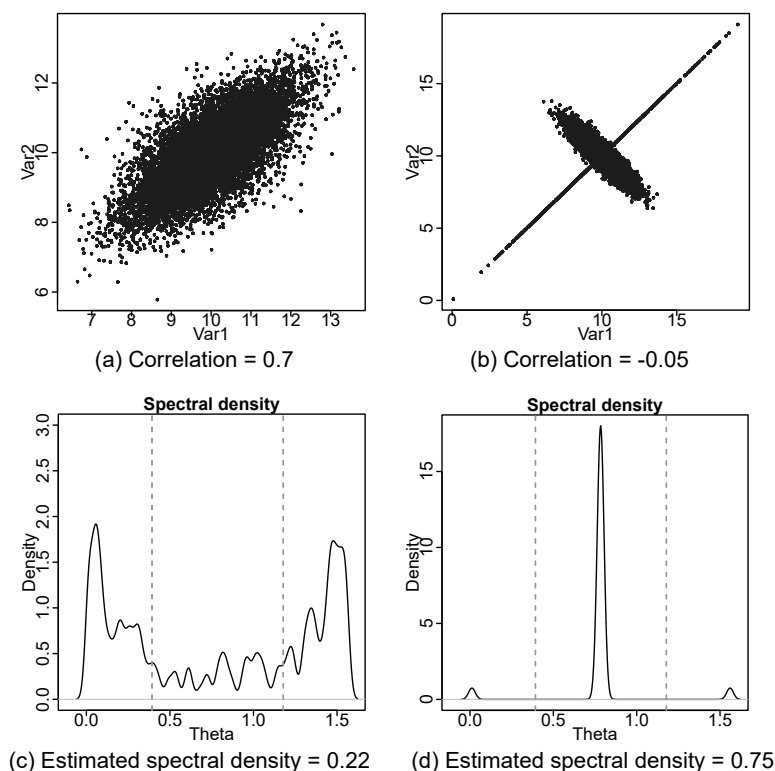 Var2
6 8 10 12
7 8 9 10 11 12 13
Var1
(a) Correlation = 0.7
Var2
0 5 10 15
0 5 10 15
Var1
(b) Correlation = -0.05
Spectral density
Density
0.0 0.5 1.0 1.5 2.0 2.5 3.0
0.0 0.5 1.0 1.5
Theta
(c) Estimated spectral density = 0.22
Spectral density
Density
0 5 10 15
0.0 0.5 1.0 1.5
Theta
(d) Estimated spectral density = 0.75